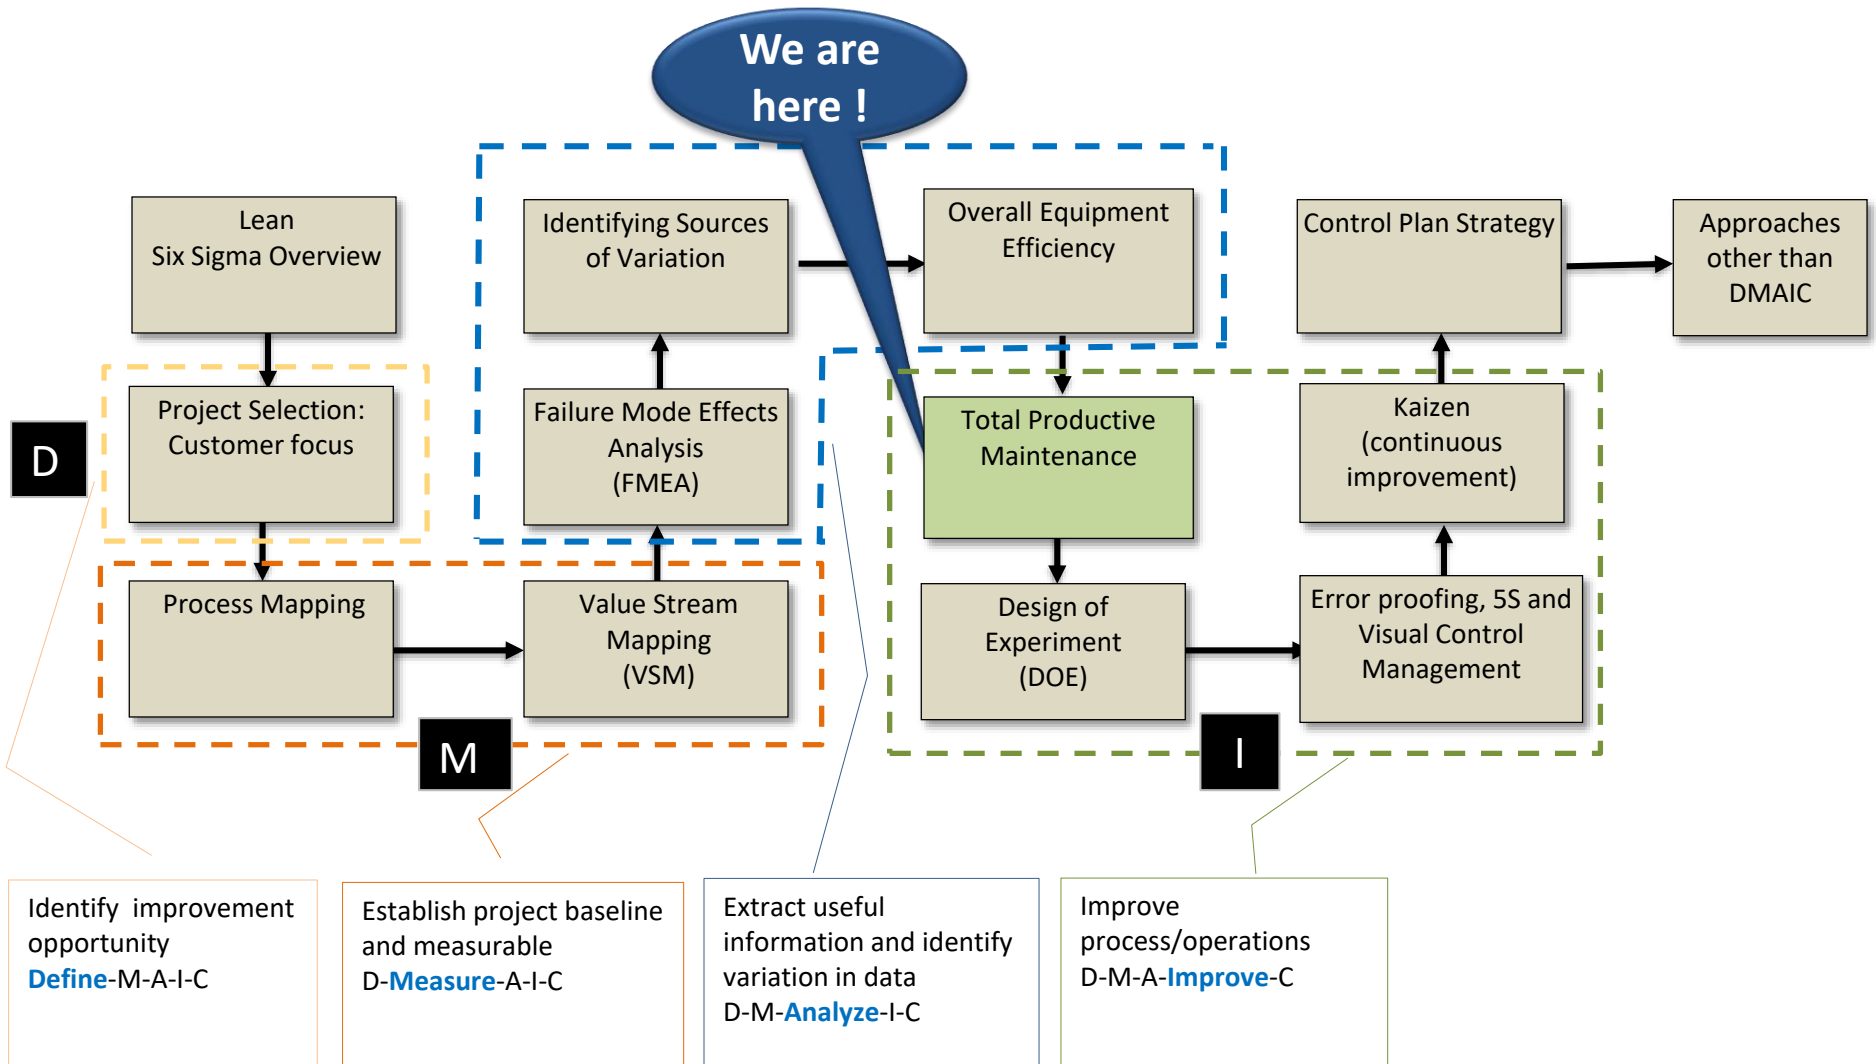 We are
here !
Lean
Six Sigma Overview
Identifying Sources
of Variation
Overall Equipment
Efficiency
Control Plan Strategy
Approaches
other than
DMAIC
D
Project Selection:
Customer focus
Failure Mode Effects
Analysis
(FMEA)
Total Productive
Maintenance
Kaizen
(continuous
improvement)
Process Mapping
Value Stream
Mapping
(VSM)
Design of
Experiment
(DOE)
Error proofing, 5S and
Visual Control
Management
M
I
Identify improvement
opportunity
Define-M-A-I-C
Establish project baseline
and measurable
D-Measure-A-I-C
Extract useful
information and identify
variation in data
D-M-Analyze-I-C
Improve
process/operations
D-M-A-Improve-C